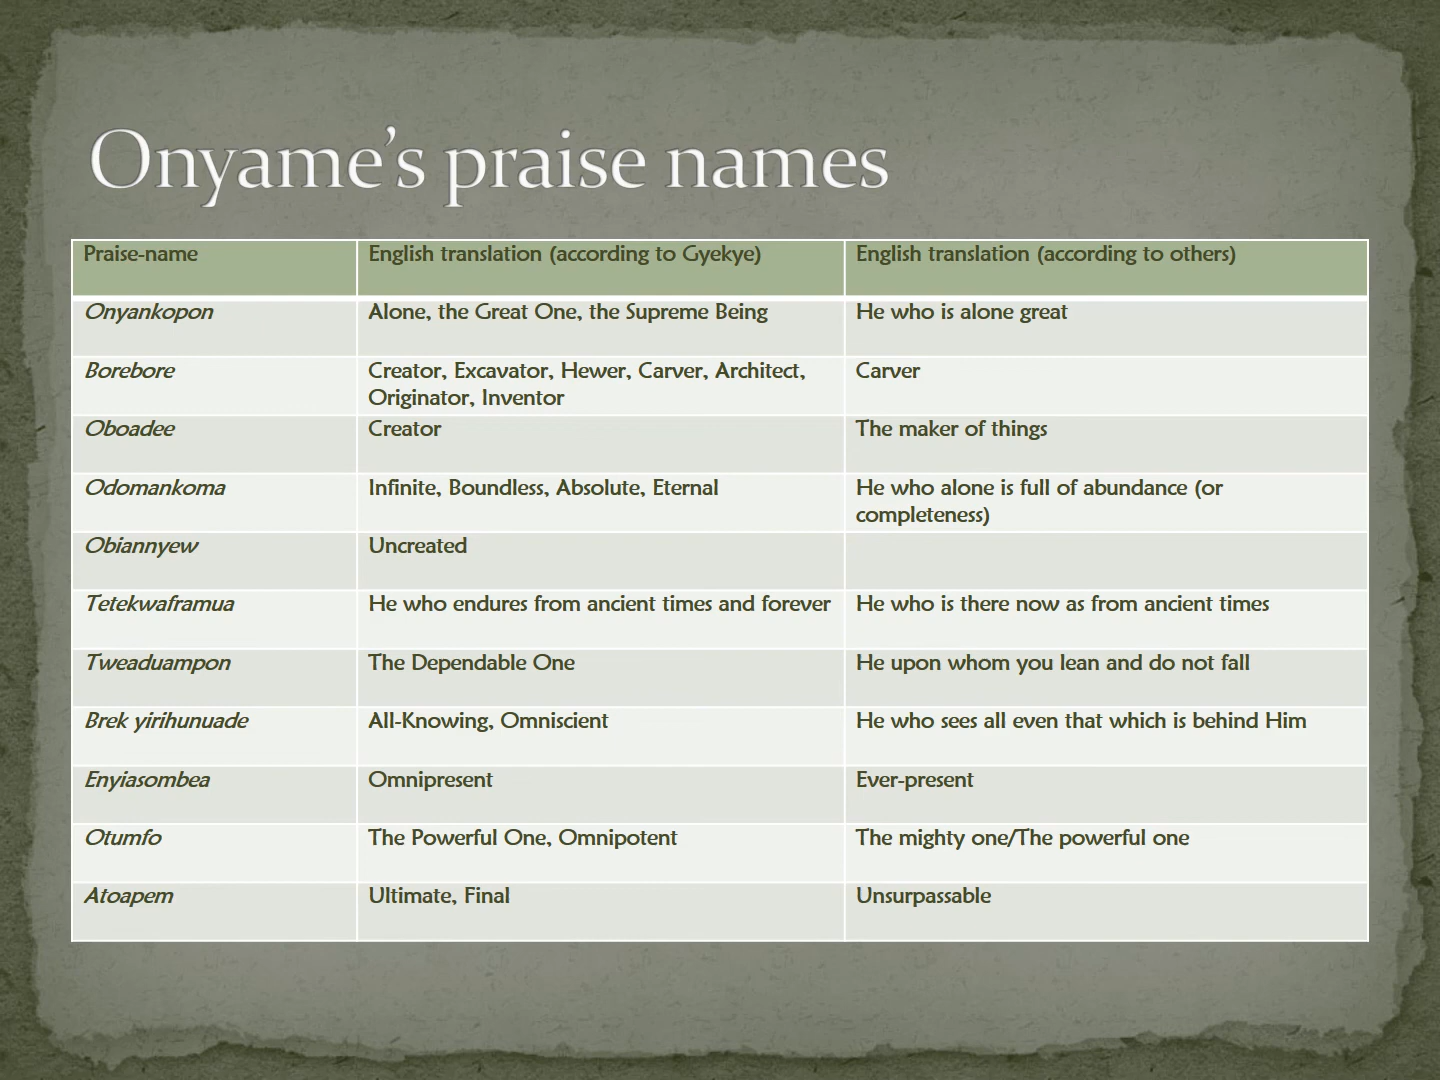 Onyame's praise names
Praise-name English translation (according to Gyekye) English translation (according to others)
Onyankopon Alone, the Great One, the Supreme Being He who is alone great
Borebore Creator, Excavator, Hewer, Carver, Architect, Originator, Inventor Carver
Oboadee Creator The maker of things
Odomankoma Infinite, Boundless, Absolute, Eternal He who alone is full of abundance (or completeness)
Obiannyew Uncreated
Tetekwaframua He who endures from ancient times and forever He who is there now as from ancient times
Tweaduampon The Dependable One He upon whom you lean and do not fall
Brek yirihunuade All-Knowing, Omniscient He who sees all even that which is behind Him
Enyiasombea Omnipresent Ever-present
Otumfo The Powerful One, Omnipotent The mighty one/The powerful one
Atoapem Ultimate, Final Unsurpassable